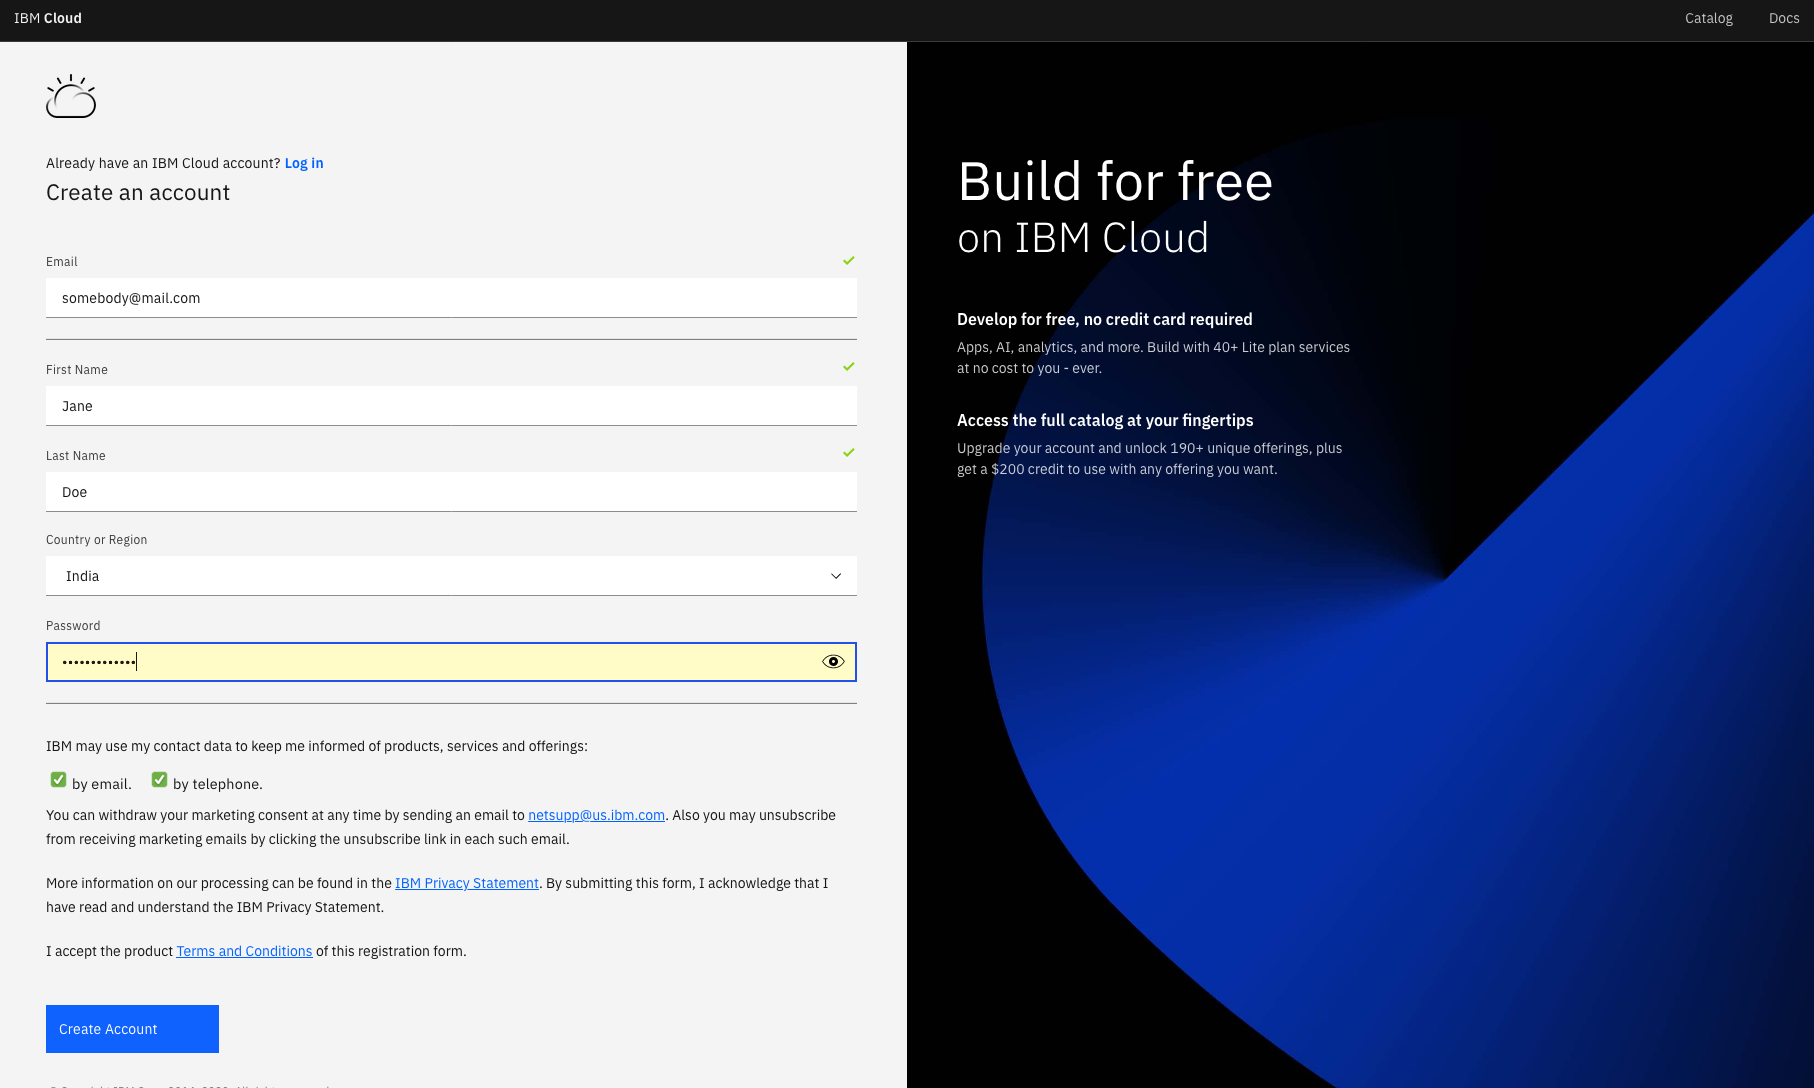 IBM Cloud
Catalog
Docs
Already have an IBM Cloud account? Log in
Create an account
Email
somebody@mail.com
First Name
Jane
Last Name
Doe
Country or Region
India
Password
•••••••••••••
IBM may use my contact data to keep me informed of products, services and offerings:
by email.
by telephone.
You can withdraw your marketing consent at any time by sending an email to netsupp@us.ibm.com. Also you may unsubscribe
from receiving marketing emails by clicking the unsubscribe link in each such email.
More information on our processing can be found in the IBM Privacy Statement. By submitting this form, I acknowledge that I
have read and understand the IBM Privacy Statement.
I accept the product Terms and Conditions of this registration form.
Create Account
Build for free
on IBM Cloud
Develop for free, no credit card required
Apps, AI, analytics, and more. Build with 40+ Lite plan services
at no cost to you - ever.
Access the full catalog at your fingertips
Upgrade your account and unlock 190+ unique offerings, plus
get a $200 credit to use with any offering you want.